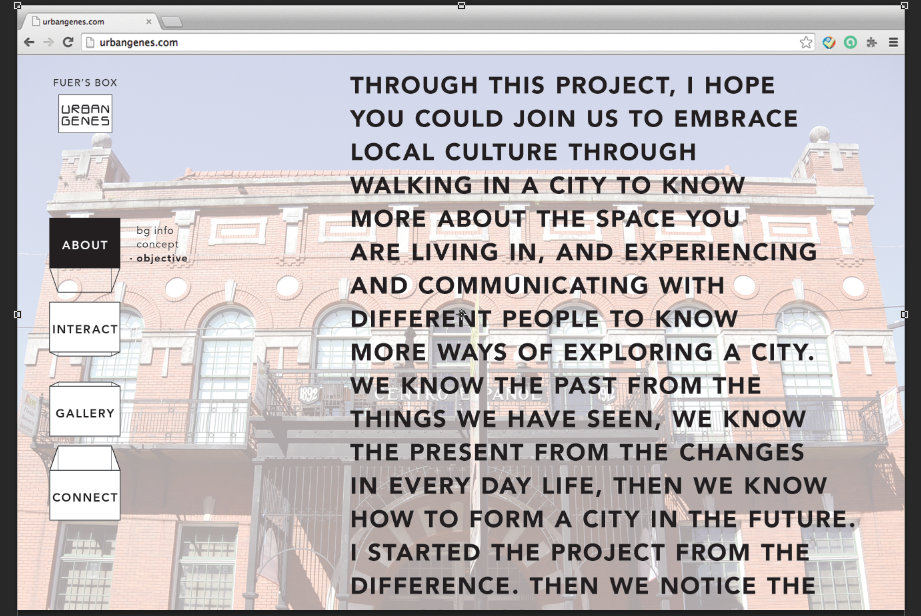 urbangenes.com
urbangenes.com
FUER'S BOX
URBAN
GENES
ABOUT
bg info
concept
- objective
INTERACT
GALLERY
CONNECT
THROUGH THIS PROJECT, I HOPE
YOU COULD JOIN US TO EMBRACE
LOCAL CULTURE THROUGH
WALKING IN A CITY TO KNOW
MORE ABOUT THE SPACE YOU
ARE LIVING IN, AND EXPERIENCING
AND COMMUNICATING WITH
DIFFERENT PEOPLE TO KNOW
MORE WAYS OF EXPLORING A CITY.
WE KNOW THE PAST FROM THE
THINGS WE HAVE SEEN, WE KNOW
THE PRESENT FROM THE CHANGES
IN EVERY DAY LIFE, THEN WE KNOW
HOW TO FORM A CITY IN THE FUTURE.
I STARTED THE PROJECT FROM THE
DIFFERENCE. THEN WE NOTICE THE
1892
CENTRO